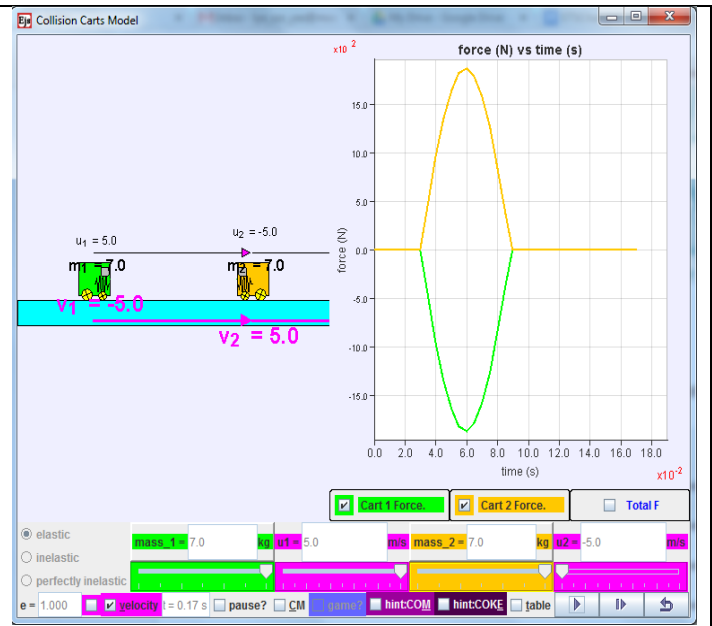 Collision Carts Model
x10 2
force (N) vs time (s)
15.0
10.0
5.0
0.0
-5.0
-10.0
-15.0
force (N)
0.0 2.0 4.0 6.0 8.0 10.0 12.0 14.0 16.0 18.0
time (s)
x10-2
u1 = 5.0
u2 = -5.0
m1 = 7.0
m2 = 7.0
v1 = -5.0
v2 = 5.0
Cart 1 Force.
Cart 2 Force.
Total F
elastic
inelastic
perfectly inelastic
mass_1 = 7.0 kg u1 = 5.0 m/s mass_2 = 7.0 kg u2 = -5.0 m/s
e = 1.000 velocity t = 0.17 s pause? CM game? hint:COM hint:COKE table